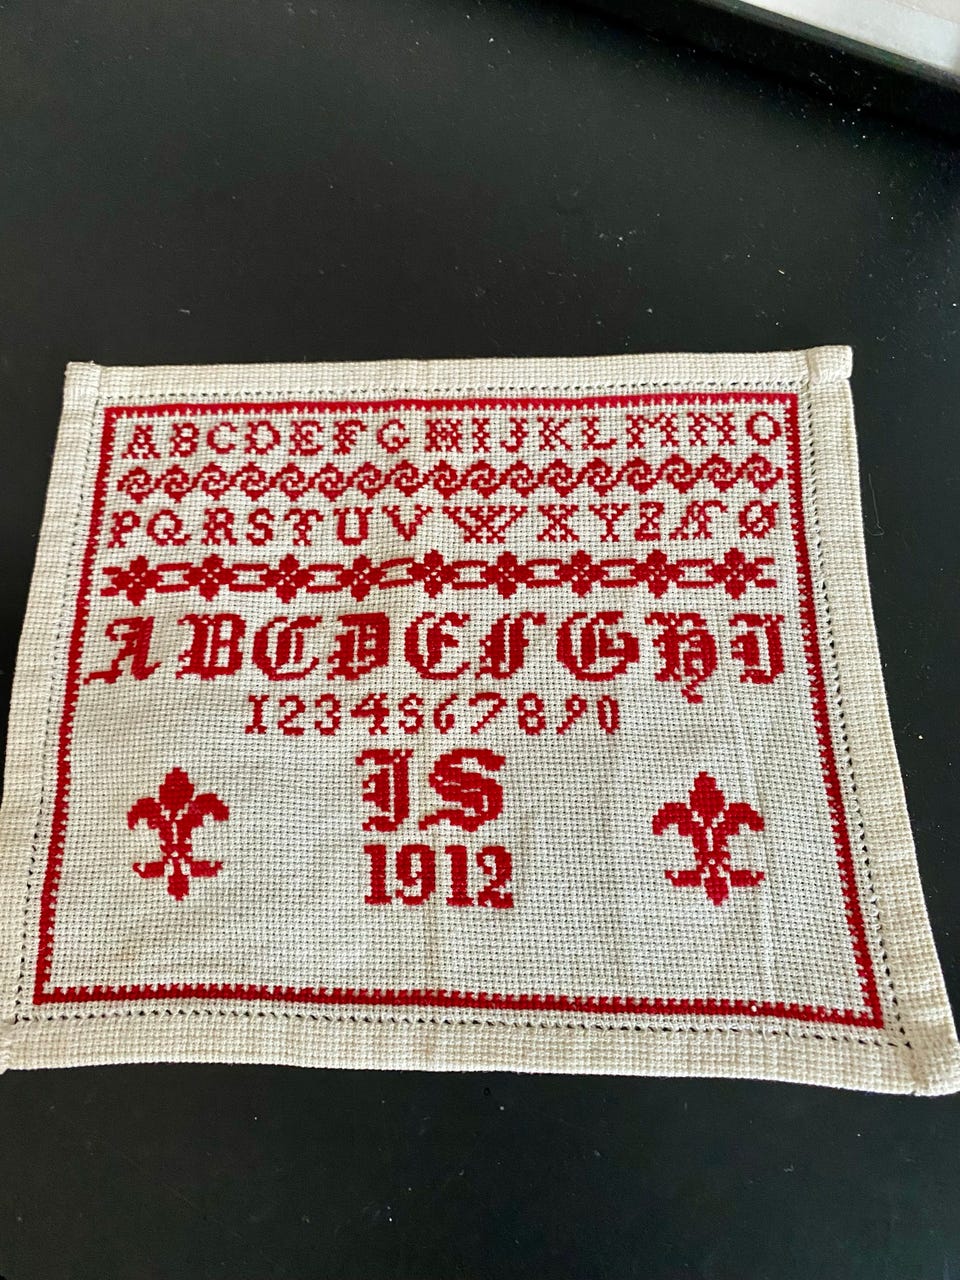 ABCDEFGHIJKLMNO
PQRSTUVWXYZÆØ
ABCDEFGHI
1234567890
IS
1912